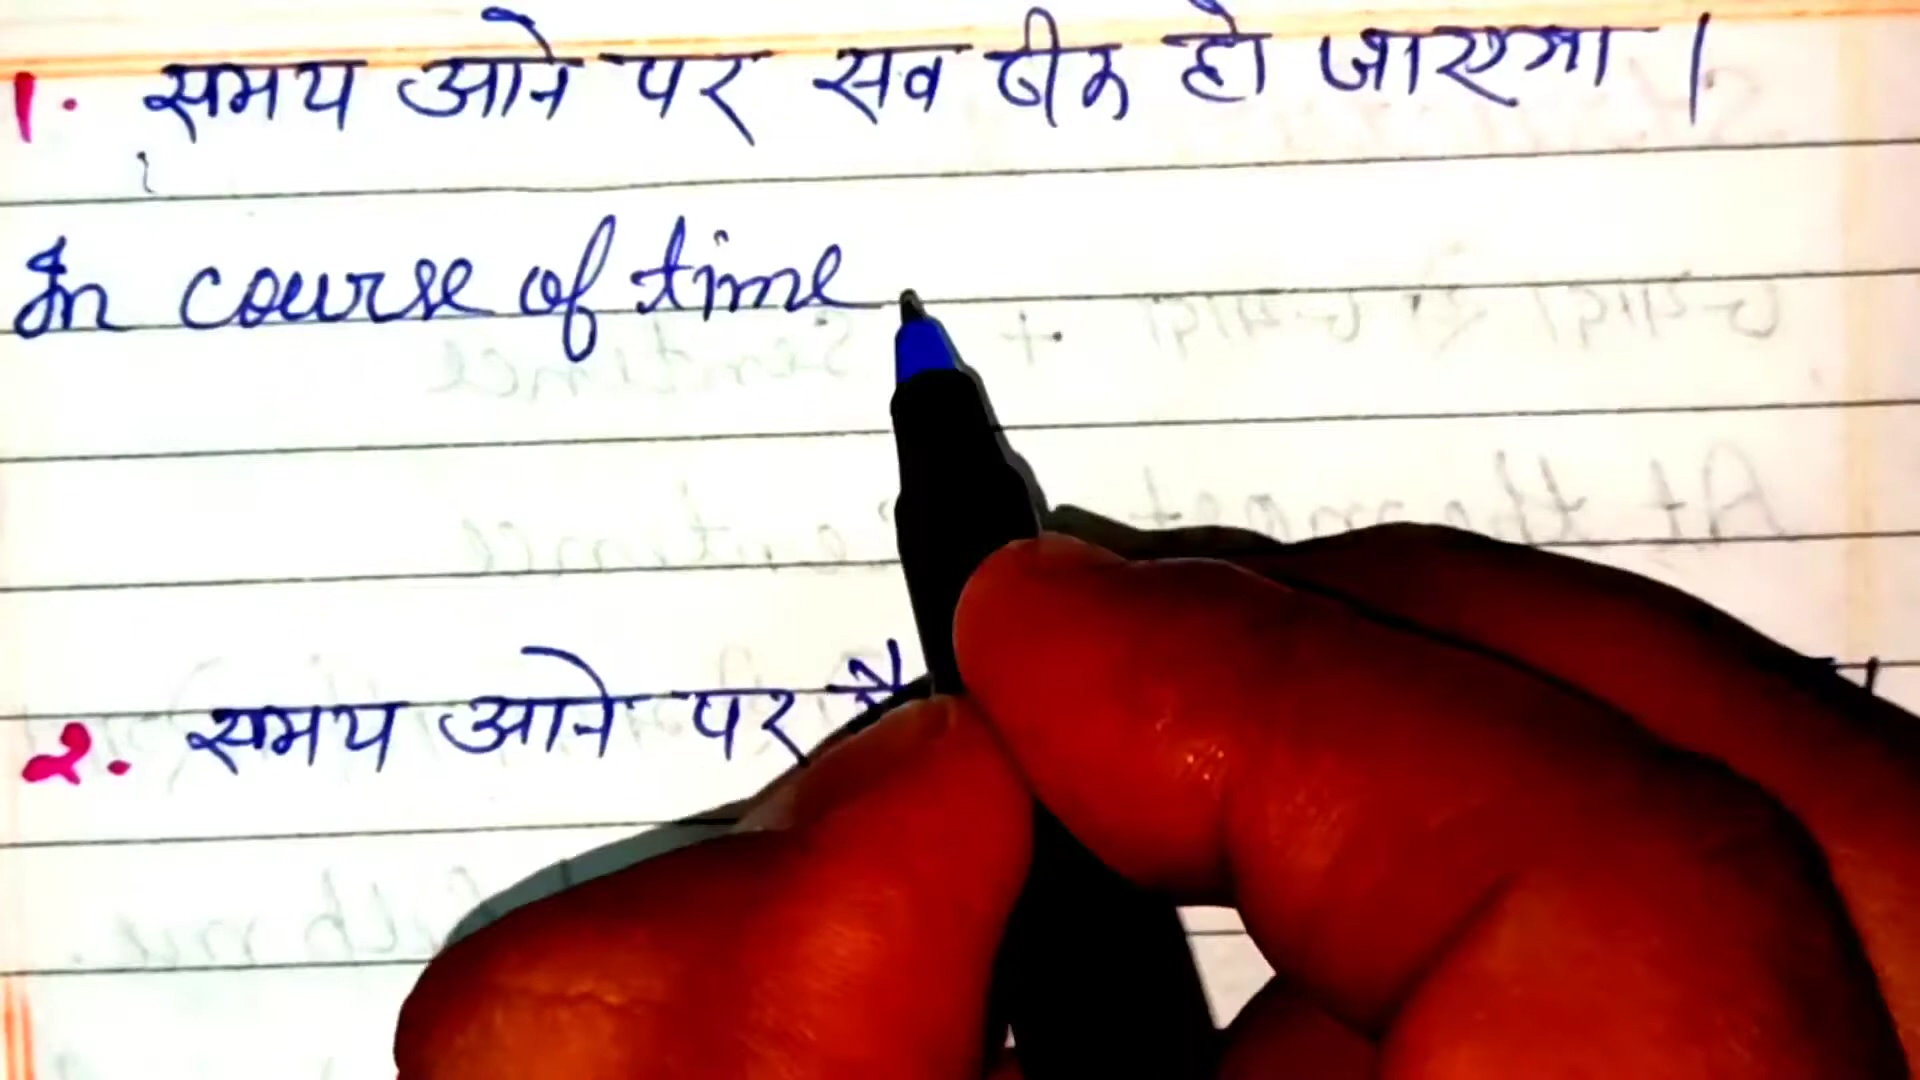 1. समय आने पर सब ठीक हो जाएगा ।
In course of time
2. समय आने पर